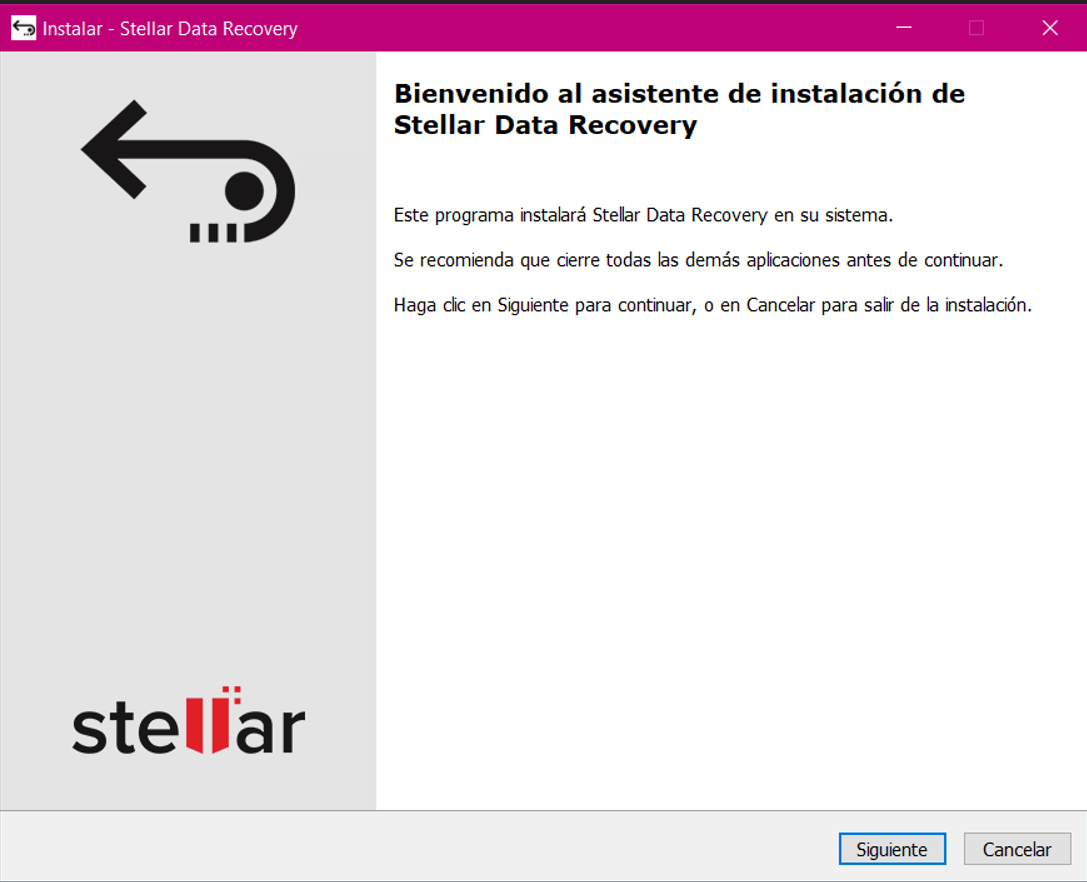 Instalar - Stellar Data Recovery
Bienvenido al asistente de instalación de
Stellar Data Recovery
Este programa instalará Stellar Data Recovery en su sistema.
Se recomienda que cierre todas las demás aplicaciones antes de continuar.
Haga clic en Siguiente para continuar, o en Cancelar para salir de la instalación.
stellar
Siguiente
Cancelar